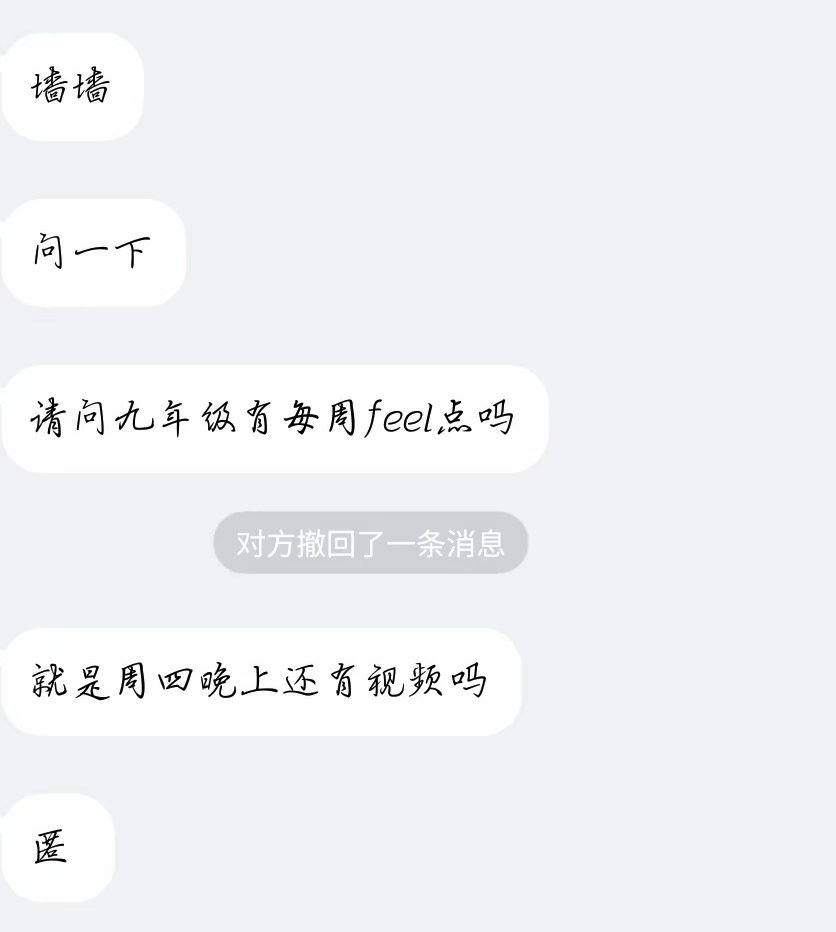 墙墙
问一下
请问九年级有每周feel点吗
对方撤回了一条消息
就是周四晚上还有视频吗
匿